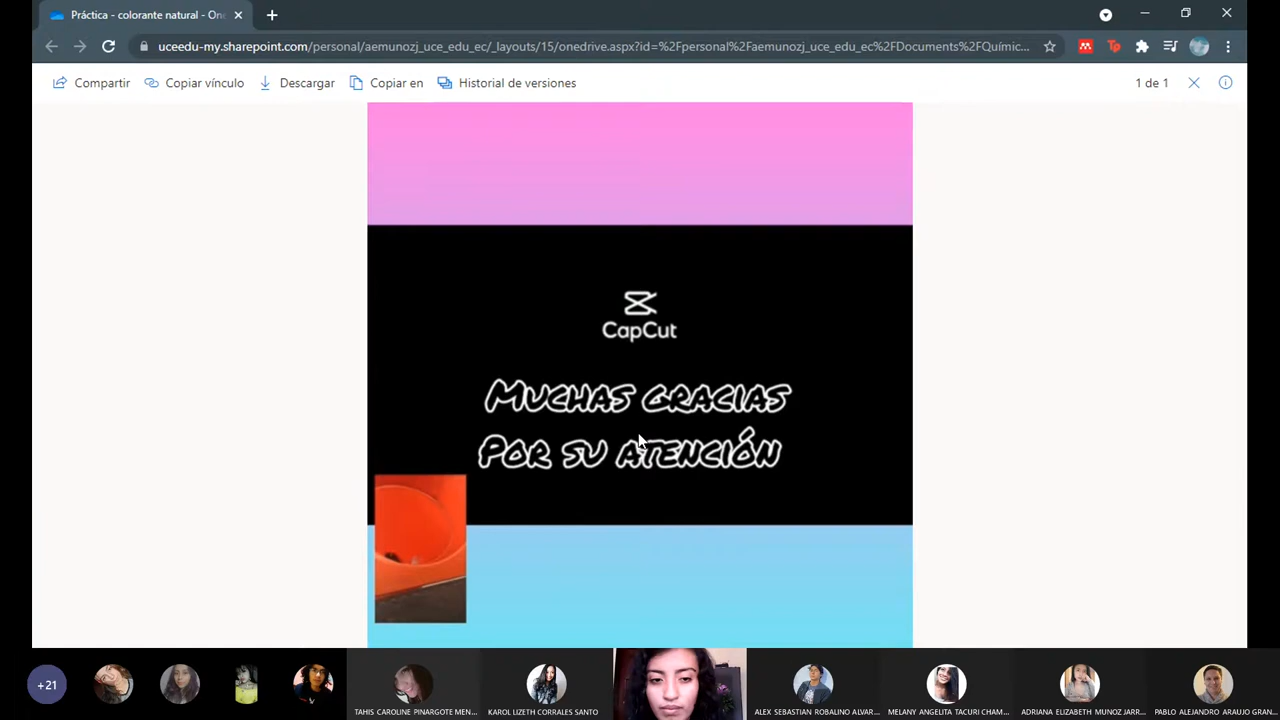 Práctica - colorante natural - One
uceedu-my.sharepoint.com/personal/aemunozj_uce_edu_ec/_layouts/15/onedrive.aspx?id=%2Fpersonal%2Faemunozj_uce_edu_ec%2FDocuments%2FQuímic...
Compartir Copiar vínculo Descargar Copiar en Historial de versiones 1 de 1
CapCut
Muchas gracias
Por su atención
+21
TAHIS CAROLINE PINARGOTE MEN... KAROL LIZETH CORRALES SANTO ALEX SEBASTIAN ROBALINO ALVAR... MELANY ANGELITA TACURI CHAM... ADRIANA ELIZABETH MUNOZ JARR... PABLO ALEJANDRO ARAUJO GRAN...